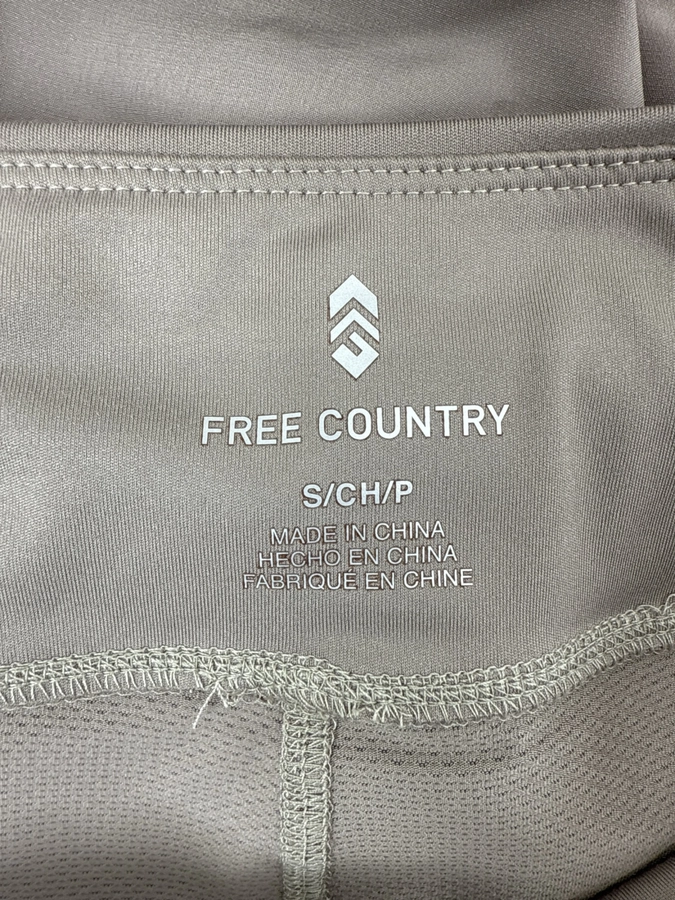 FREE COUNTRY
S/CH/P
MADE IN CHINA
HECHO EN CHINA
FABRIQUÉ EN CHINE